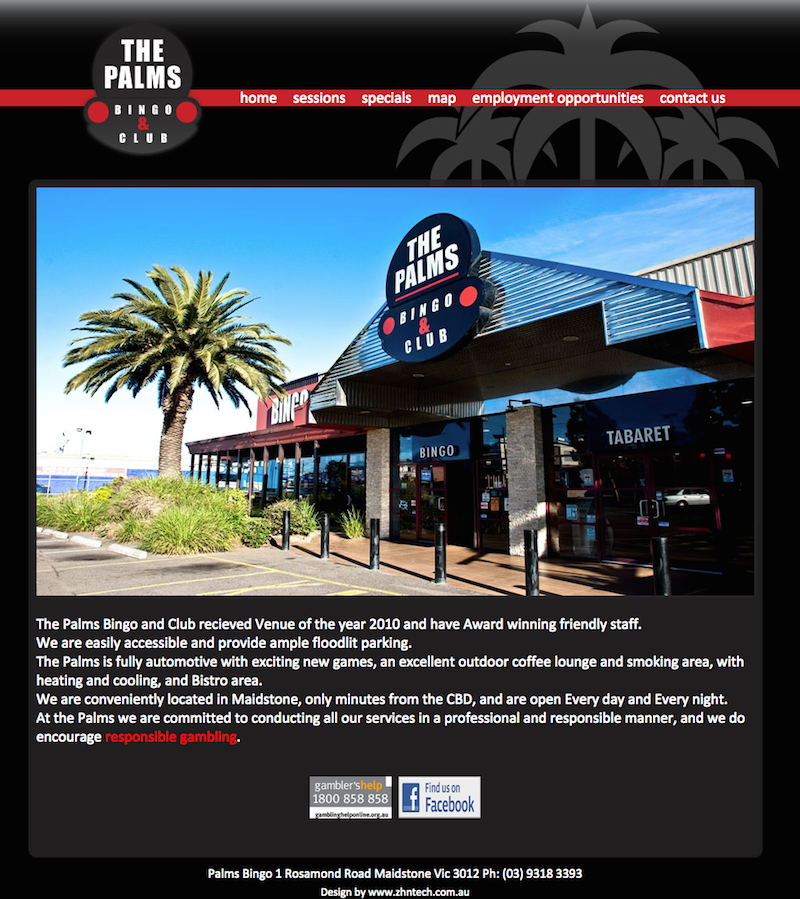 THE
PALMS
BINGO
&
CLUB
home sessions specials map employment opportunities contact us
THE
PALMS
BINGO
&
CLUB
BINGO
BINGO
TABARET
The Palms Bingo and Club recieved Venue of the year 2010 and have Award winning friendly staff.
We are easily accessible and provide ample floodlit parking.
The Palms is fully automotive with exciting new games, an excellent outdoor coffee lounge and smoking area, with
heating and cooling, and Bistro area.
We are conveniently located in Maidstone, only minutes from the CBD, and are open Every day and Every night.
At the Palms we are committed to conducting all our services in a professional and responsible manner, and we do
encourage responsible gambling.
gambler'shelp
1800 858 858
gamblinghelponline.org.au
Find us on
Facebook
Palms Bingo 1 Rosamond Road Maidstone Vic 3012 Ph: (03) 9318 3393
Design by www.zhntech.com.au